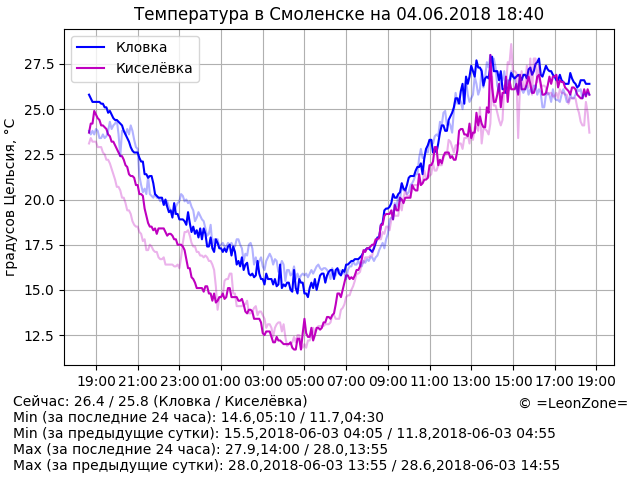 Температура в Смоленске на 04.06.2018 18:40
27.5
25.0
22.5
20.0
17.5
15.0
12.5
градусов Цельсия, °C
Кловка
Киселёвка
19:00 21:00 23:00 01:00 03:00 05:00 07:00 09:00 11:00 13:00 15:00 17:00 19:00
Сейчас: 26.4 / 25.8 (Кловка / Киселёвка)
© =LeonZone=
Min (за последние 24 часа): 14.6,05:10 / 11.7,04:30
Min (за предыдущие сутки): 15.5,2018-06-03 04:05 / 11.8,2018-06-03 04:55
Max (за последние 24 часа): 27.9,14:00 / 28.0,13:55
Max (за предыдущие сутки): 28.0,2018-06-03 13:55 / 28.6,2018-06-03 14:55